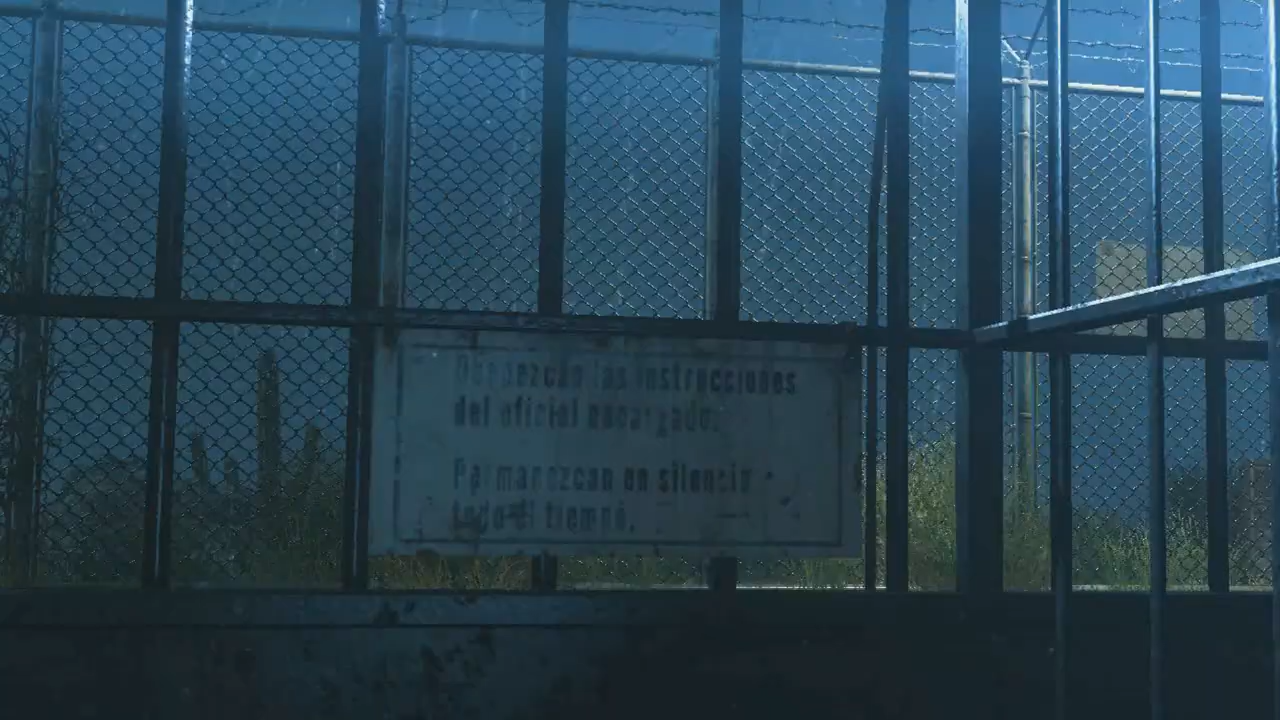 Obedezcan las instrucciones
del oficial encargado.
Permanezcan en silencio
todo el tiempo.